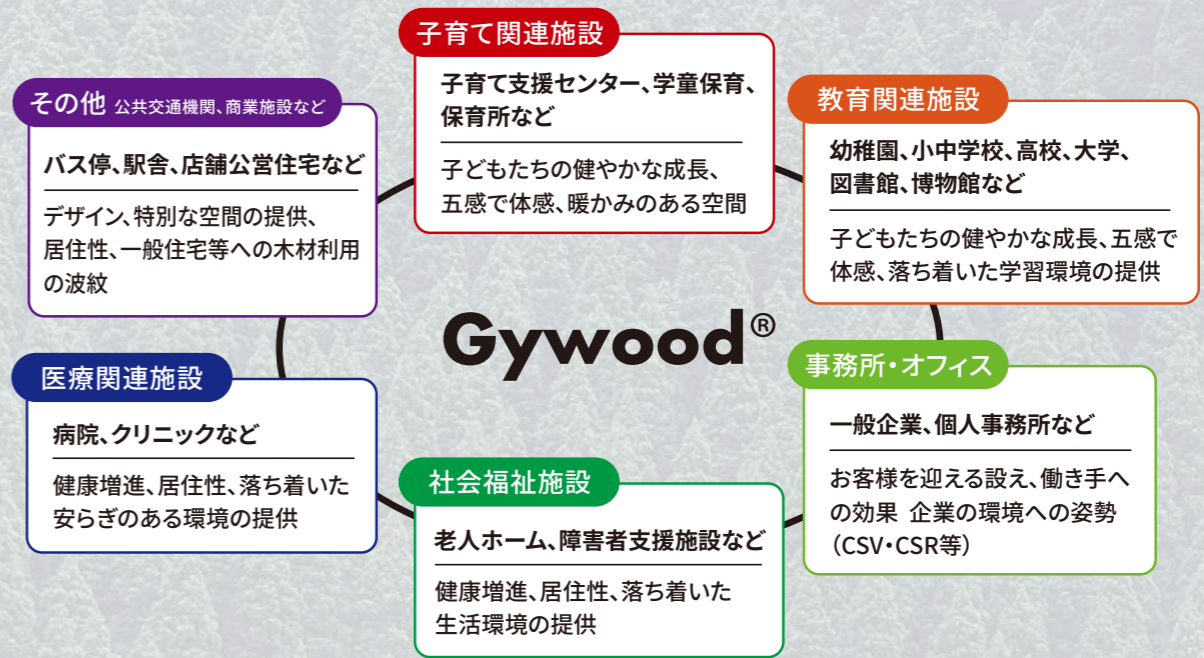 子育て関連施設
子育て支援センター、学童保育、
保育所など
子どもたちの健やかな成長、
五感で体感、暖かみのある空間
教育関連施設
幼稚園、小中学校、高校、大学、
図書館、博物館など
子どもたちの健やかな成長、五感で
体感、落ち着いた学習環境の提供
事務所・オフィス
一般企業、個人事務所など
お客様を迎える設え、働き手へ
の効果 企業の環境への姿勢
（CSV・CSR等）
社会福祉施設
老人ホーム、障害者支援施設など
健康増進、居住性、落ち着いた
生活環境の提供
医療関連施設
病院、クリニックなど
健康増進、居住性、落ち着いた
安らぎのある環境の提供
その他 公共交通機関、商業施設など
バス停、駅舎、店舗公営住宅など
デザイン、特別な空間の提供、
居住性、一般住宅等への木材利用
の波紋
Gywood®